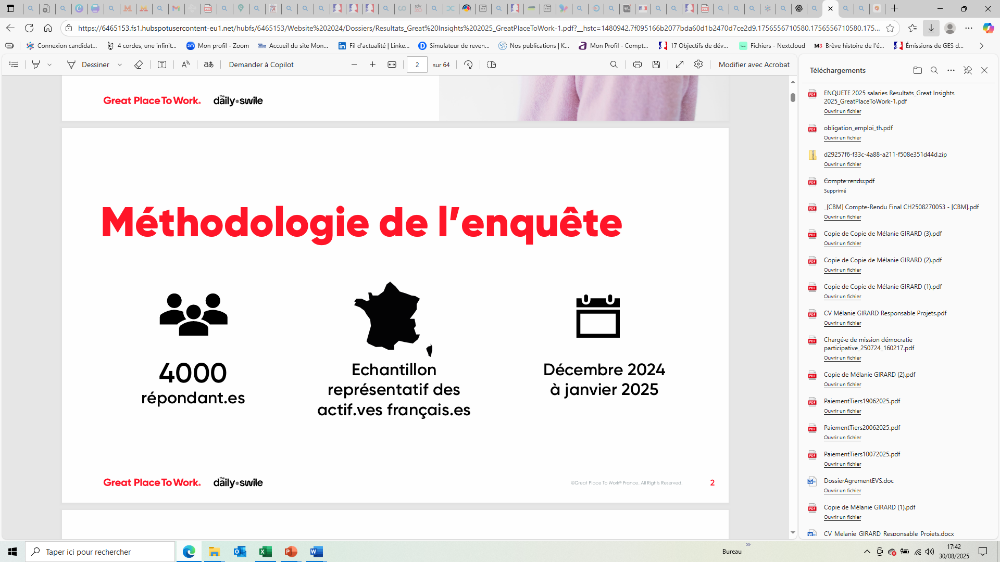 https://6465153.fs1.hubspotusercontent-eu1.net/hubfs/6465153/Website%202024/Dossiers/Resultats_Great%20Insights%202025_GreatPlaceToWork-1.pdf?__hstc=1480942.7f095166b2077bda60d1b2470d7ce2d9.1756556710580.1756556710580.175...
Connexion candidat...
4 cordes, une infinit...
Mon profil - Zoom
Accueil du site Mon...
Fil d'actualité | Linke...
Simulateur de reven...
Nos publications | K...
Mon Profil - Compt...
17 Objectifs de dév...
Fichiers - Nextcloud
Brève histoire de l'é...
Émissions de GES d...
Dessiner
Demander à Copilot
2 sur 64
Modifier avec Acrobat
Great Place To Work®
the daily swile
Méthodologie de l'enquête
4000
répondant.es
Echantillon
représentatif des
actif.ves français.es
Décembre 2024
à janvier 2025
Great Place To Work®
the daily swile
©Great Place To Work® France. All Rights Reserved.
2
Téléchargements
ENQUETE 2025 salaries Resultats_Great Insights
2025_GreatPlaceToWork-1.pdf
Ouvrir un fichier
obligation_emploi_th.pdf
Ouvrir un fichier
d29257f6-f33c-4a88-a211-f508e351d44d.zip
Ouvrir un fichier
Compte rendu.pdf
Supprimé
_[CBM] Compte-Rendu Final CH2508270053 - [CBM].pdf
Ouvrir un fichier
Copie de Copie de Mélanie GIRARD (3).pdf
Ouvrir un fichier
Copie de Copie de Mélanie GIRARD (2).pdf
Ouvrir un fichier
Copie de Copie de Mélanie GIRARD (1).pdf
Ouvrir un fichier
CV Mélanie GIRARD Responsable Projets.pdf
Ouvrir un fichier
Chargé·e de mission démocratie
participative_250724_160217.pdf
Ouvrir un fichier
Copie de Mélanie GIRARD (2).pdf
Ouvrir un fichier
PaiementTiers19062025.pdf
Ouvrir un fichier
PaiementTiers20062025.pdf
Ouvrir un fichier
PaiementTiers10072025.pdf
Ouvrir un fichier
DossierAgrementEVS.doc
Ouvrir un fichier
Copie de Mélanie GIRARD (1).pdf
Ouvrir un fichier
CV_Melanie_GIRARD_Responsable_Projets.docx
Taper ici pour rechercher
Bureau
17:42
30/08/2025